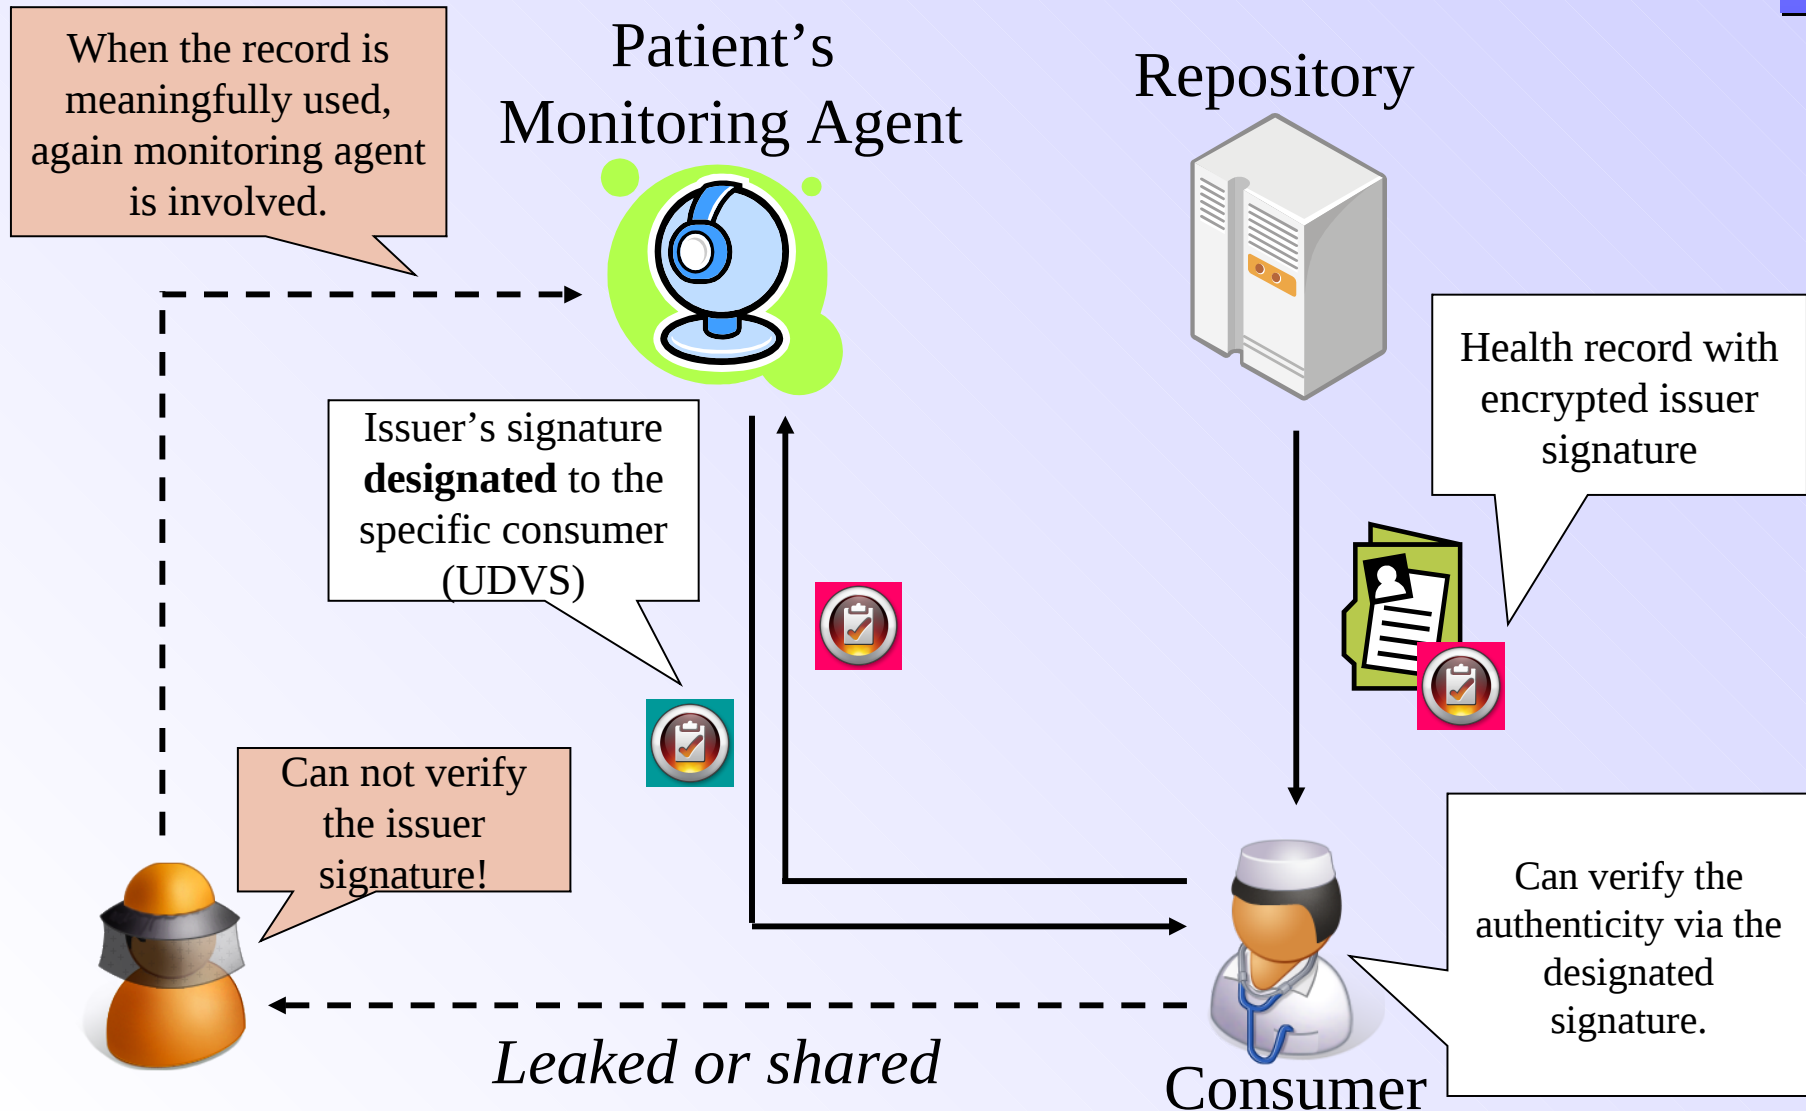 When the record is
meaningfully used,
again monitoring agent
is involved.
Patient’s
Monitoring Agent
Repository
Health record with
encrypted issuer
signature
Issuer’s signature
designated to the
specific consumer
(UDVS)
Can not verify
the issuer
signature!
Can verify the
authenticity via the
designated
signature.
Leaked or shared
Consumer